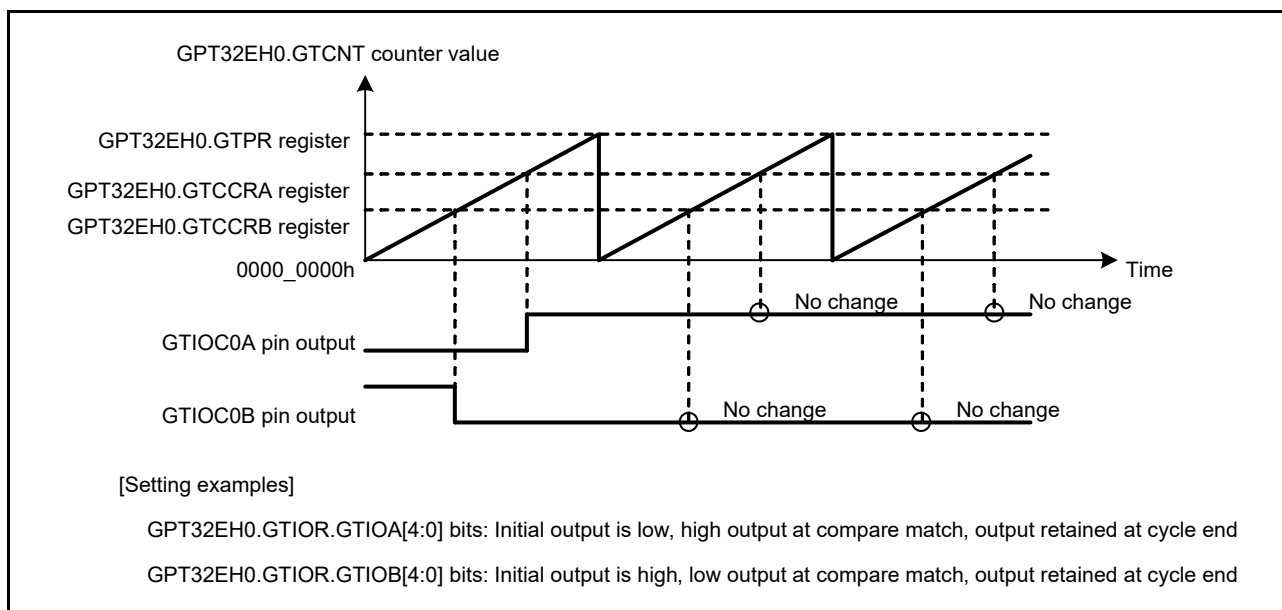 GPT32EH0.GTCNT counter value
GPT32EH0.GTPR register
GPT32EH0.GTCCRA register
GPT32EH0.GTCCRB register
0000_0000h
Time
No change
No change
GTIOC0A pin output
No change
No change
GTIOC0B pin output
[Setting examples]
GPT32EH0.GTIOR.GTIOA[4:0] bits: Initial output is low, high output at compare match, output retained at cycle end
GPT32EH0.GTIOR.GTIOB[4:0] bits: Initial output is high, low output at compare match, output retained at cycle end